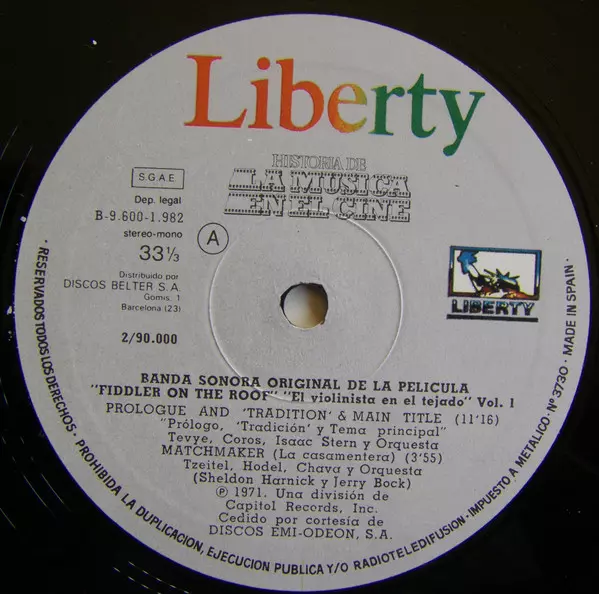 Liberty
HISTORIA DE
LA MUSICA
EN EL CINE
S.G.A.E.
Dep. legal
B-9.600-1.982
stereo-mono
33⅓
A
Distribuido por
DISCOS BELTER S.A.
Gomis. 1
Barcelona (23)
2/90.000
LIBERTY
BANDA SONORA ORIGINAL DE LA PELICULA
"FIDDLER ON THE ROOF" "El violinista en el tejado" Vol. I
PROLOGUE AND 'TRADITION' & MAIN TITLE (11'16)
"Prólogo, 'Tradición' y Tema principal"
Tevye, Coros, Isaac Stern y Orquesta
MATCHMAKER (La casamentera) (3'55)
Tzeitel, Hodel, Chava y Orquesta
(Sheldon Harnick y Jerry Bock)
Ⓟ 1971. Una división de
Capitol Records, Inc.
Cedido por cortesía de
DISCOS EMI-ODEON, S.A.
RESERVADOS TODOS LOS DERECHOS. - PROHIBIDA LA DUPLICACION, EJECUCION PUBLICA Y/O RADIOTELEDIFUSION - IMPUESTO A METALICO - Nº 3730 - MADE IN SPAIN